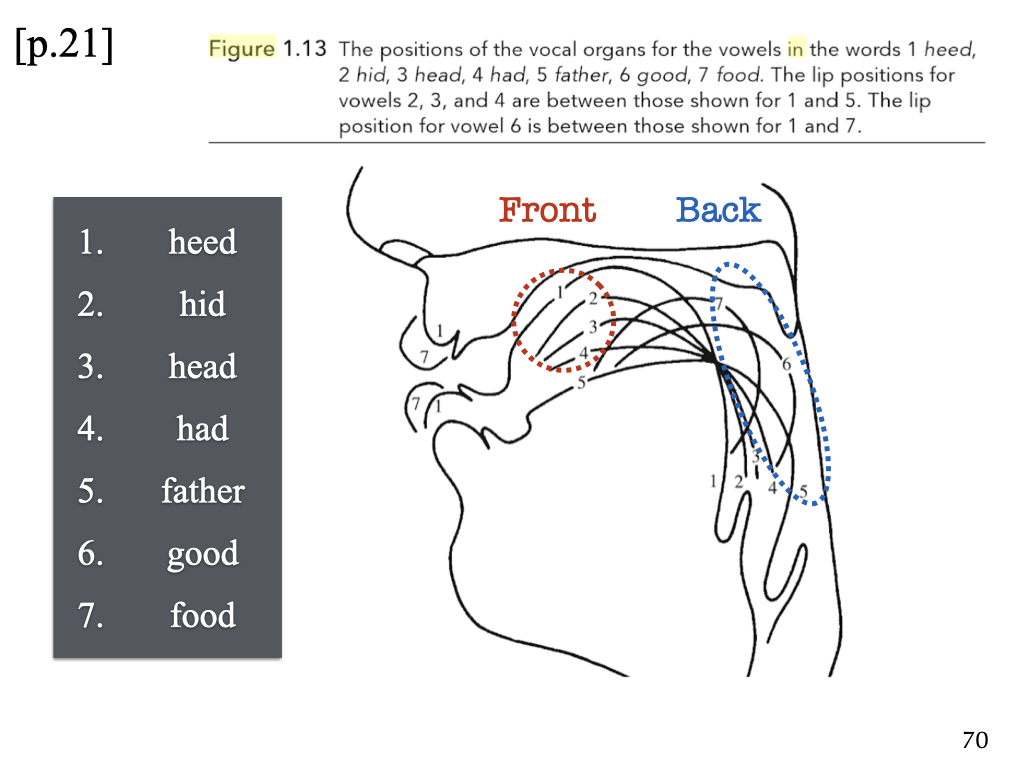 [p.21]
Figure 1.13 The positions of the vocal organs for the vowels in the words 1 heed,
2 hid, 3 head, 4 had, 5 father, 6 good, 7 food. The lip positions for
vowels 2, 3, and 4 are between those shown for 1 and 5. The lip
position for vowel 6 is between those shown for 1 and 7.
1. heed
2. hid
3. head
4. had
5. father
6. good
7. food
Front Back
1
2
7
1
3
7
4
6
5
7 1
3
1 2 4 5
70